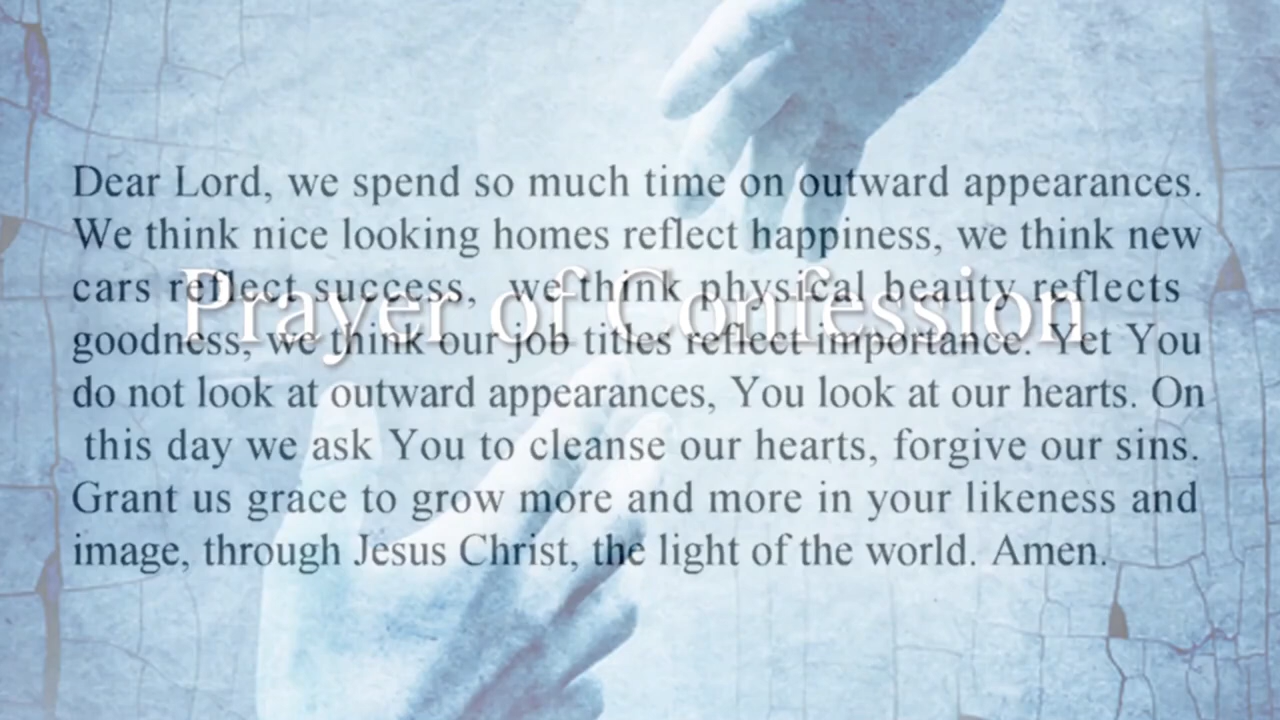 Dear Lord, we spend so much time on outward appearances.
We think nice looking homes reflect happiness, we think new
cars reflect success, we think physical beauty reflects
Prayer of Confession
goodness, we think our job titles reflect importance. Yet You
do not look at outward appearances, You look at our hearts. On
this day we ask You to cleanse our hearts, forgive our sins.
Grant us grace to grow more and more in your likeness and
image, through Jesus Christ, the light of the world. Amen.